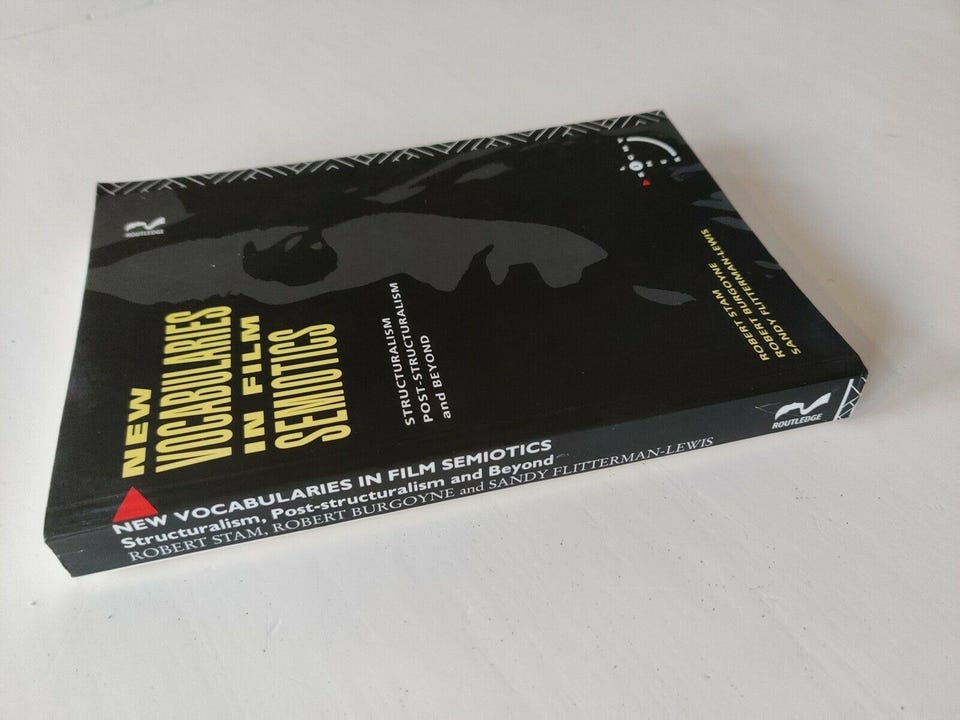 ROUTLEDGE
NEW
VOCABULARIES
IN FILM
SEMIOTICS
STRUCTURALISM
POST-STRUCTURALISM
and BEYOND
ROBERT STAM
ROBERT BURGOYNE
SANDY FLITTERMAN-LEWIS
NEW VOCABULARIES IN FILM SEMIOTICS
Structuralism, Post-structuralism and Beyond
ROBERT STAM, ROBERT BURGOYNE and SANDY FLITTERMAN-LEWIS
ROUTLEDGE